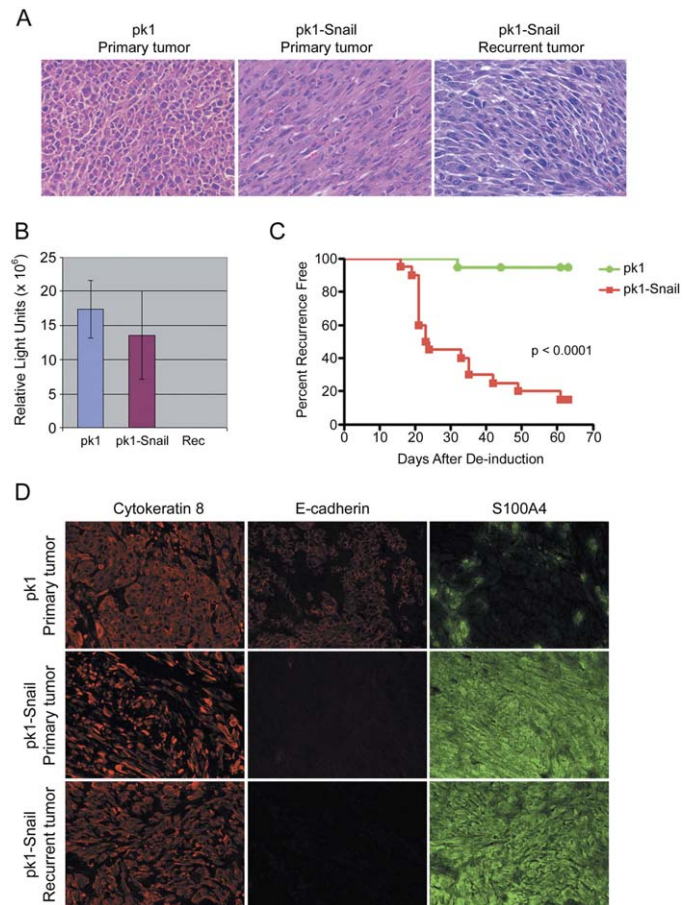 A
pk1
Primary tumor
pk1-Snail
Primary tumor
pk1-Snail
Recurrent tumor
B
Relative Light Units (x 10⁶)
25
20
15
10
5
0
pk1
pk1-Snail
Rec
C
Percent Recurrence Free
100
80
60
40
20
0
0
10
20
30
40
50
60
70
Days After De-induction
p < 0.0001
pk1
pk1-Snail
D
Cytokeratin 8
E-cadherin
S100A4
pk1
Primary tumor
pk1-Snail
Primary tumor
pk1-Snail
Recurrent tumor